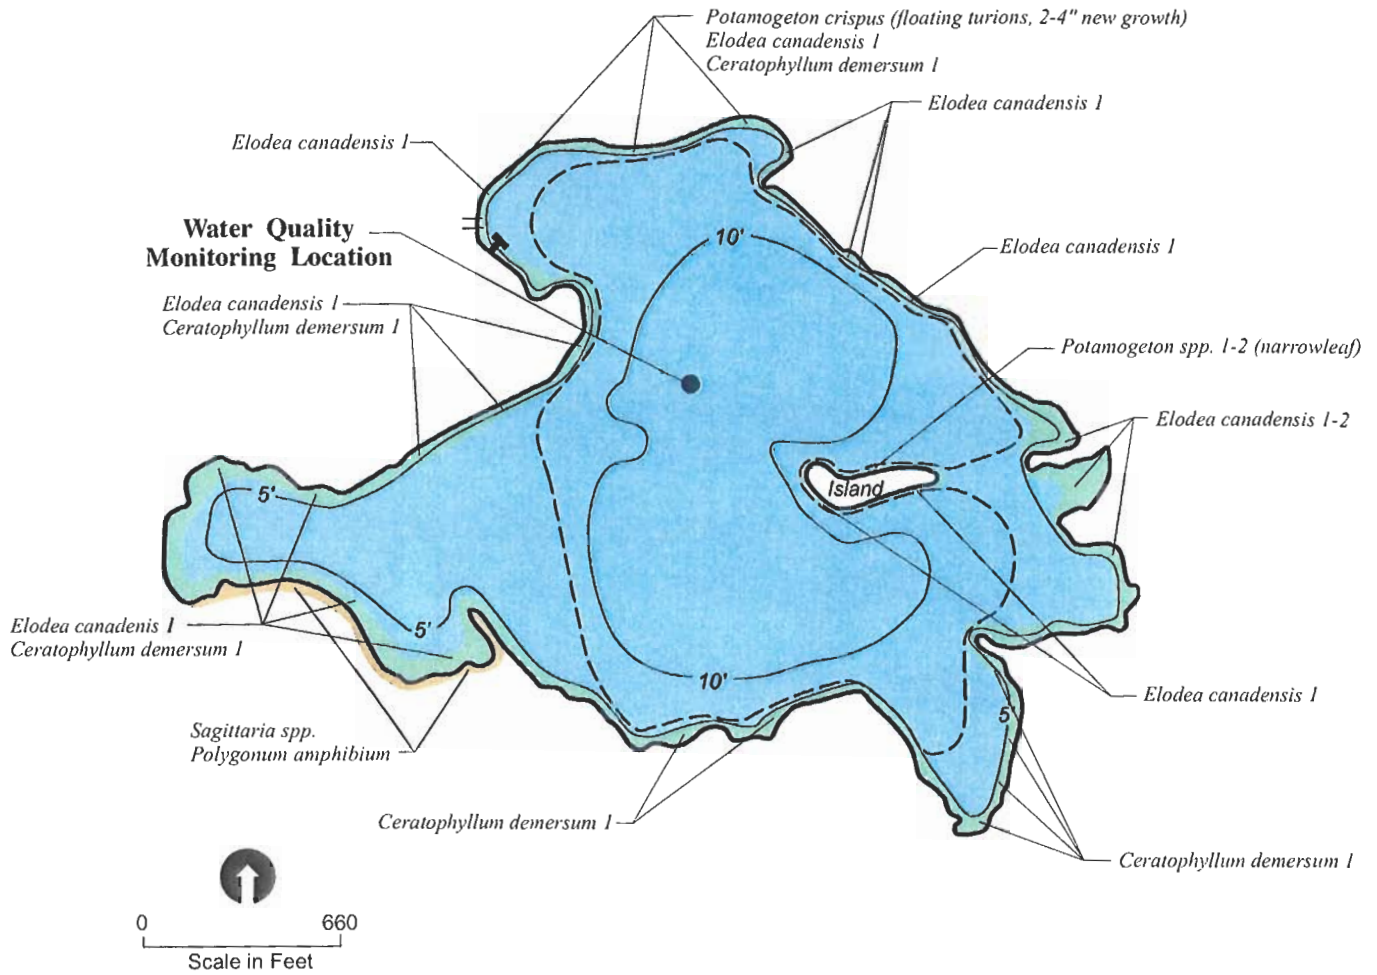 Potamogeton crispus (floating turions, 2-4" new growth)
Elodea canadensis 1
Ceratophyllum demersum 1
Elodea canadensis 1
Elodea canadensis 1
Water Quality
Monitoring Location
10'
Elodea canadensis 1
Elodea canadensis 1
Ceratophyllum demersum 1
Potamogeton spp. 1-2 (narrowleaf)
Elodea canadensis 1-2
Island
5'
Elodea canadenis 1
Ceratophyllum demersum 1
5'
10'
Elodea canadensis 1
5'
Sagittaria spp.
Polygonum amphibium
Ceratophyllum demersum 1
Ceratophyllum demersum 1
0 660
Scale in Feet